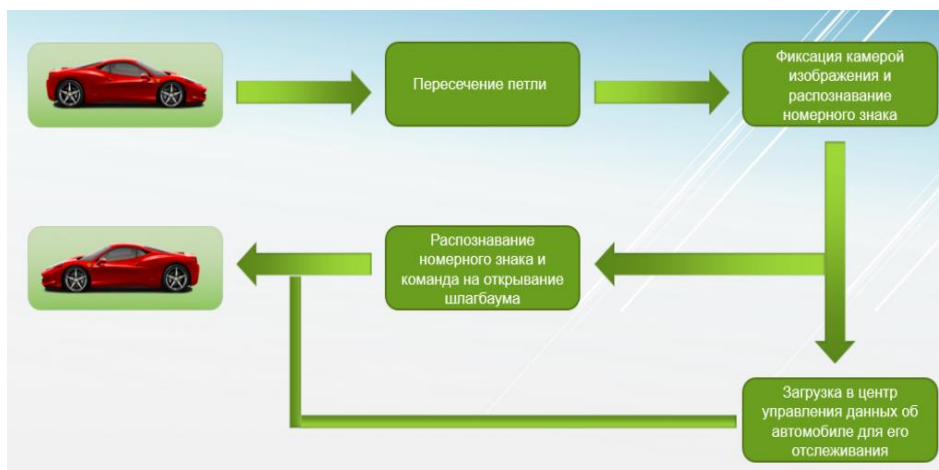 Пересечение петли
Фиксация камерой
изображения и
распознавание
номерного знака
Распознавание
номерного знака и
команда на открывание
шлагбаума
Загрузка в центр
управления данных об
автомобиле для его
отслеживания